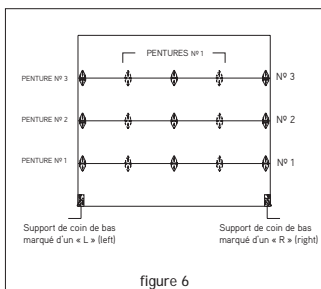 PENTURES Nº 1
PENTURE Nº 3
Nº 3
PENTURE Nº 2
Nº 2
PENTURE Nº 1
Nº 1
Support de coin de bas
marqué d'un « L » (left)
Support de coin de bas
marqué d'un « R » (right)
figure 6